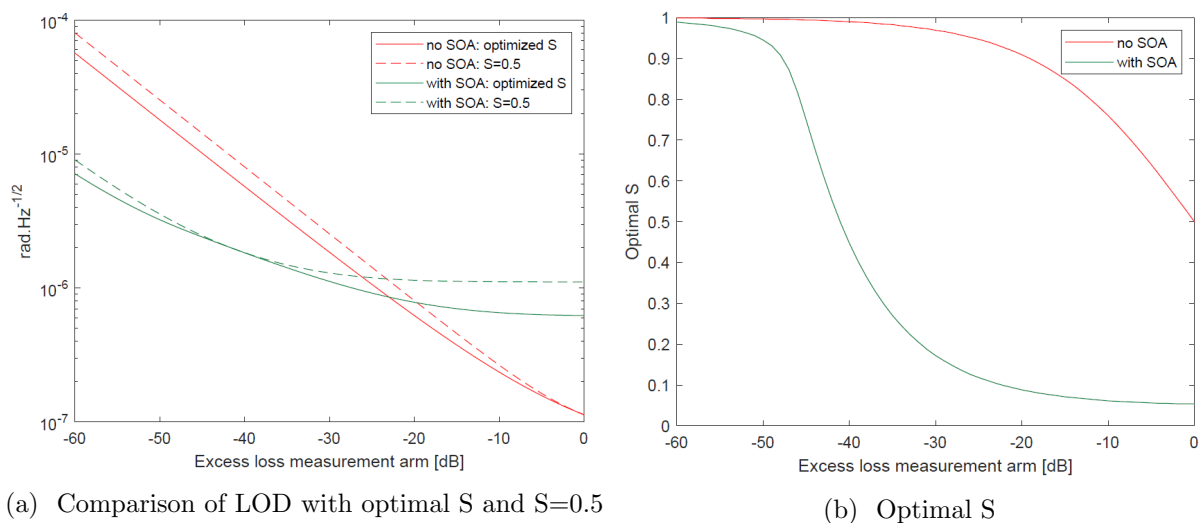 10^-4
10^-5
10^-6
10^-7
rad.Hz^-1/2
-60
-50
-40
-30
-20
-10
0
Excess loss measurement arm [dB]
no SOA: optimized S
no SOA: S=0.5
with SOA: optimized S
with SOA: S=0.5
(a) Comparison of LOD with optimal S and S=0.5
1
0.9
0.8
0.7
0.6
0.5
0.4
0.3
0.2
0.1
0
Optimal S
-60
-50
-40
-30
-20
-10
0
Excess loss measurement arm [dB]
no SOA
with SOA
(b) Optimal S